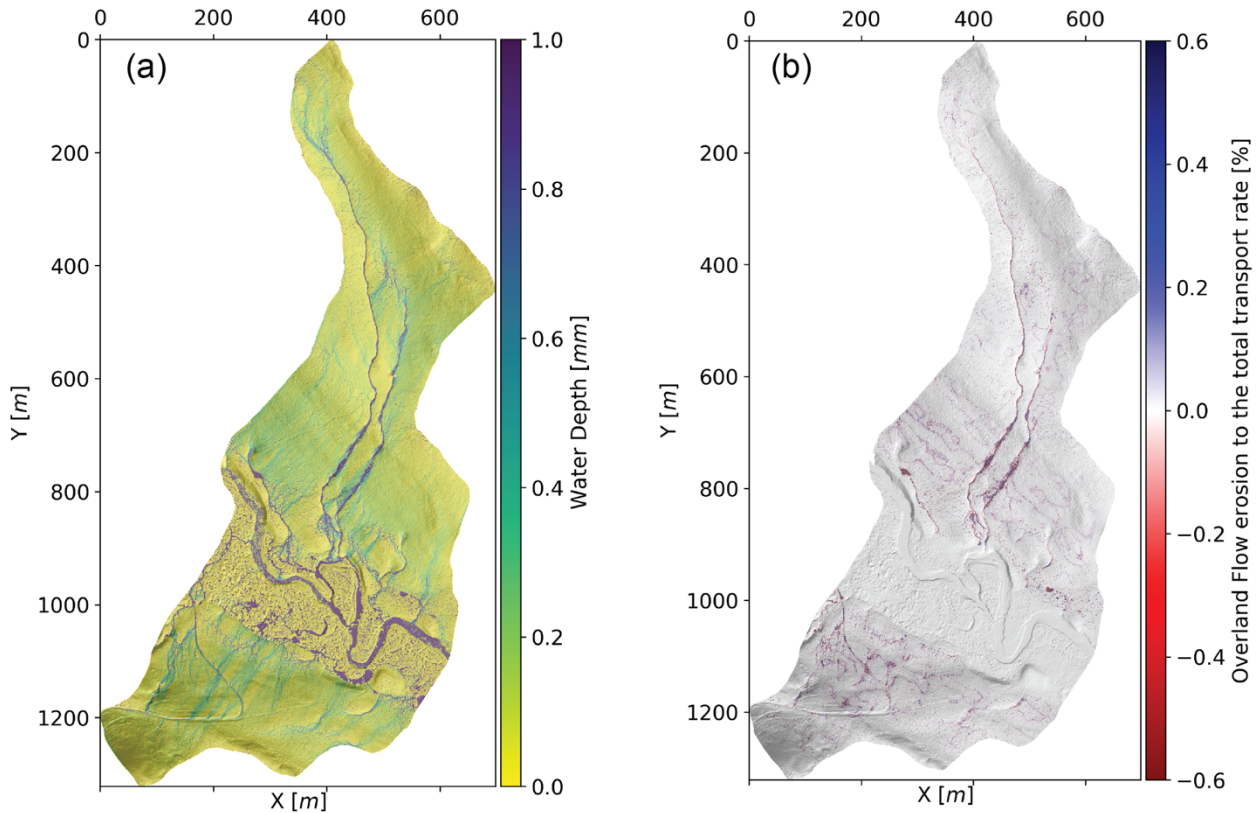 0 200 400 600
0 200 400 600
(a)
(b)
0
200
400
600
800
1000
1200
Y [m]
X [m]
1.0
0.8
0.6
0.4
0.2
0.0
Water Depth [mm]
0
200
400
600
800
1000
1200
Y [m]
X [m]
0.6
0.4
0.2
0.0
−0.2
−0.4
−0.6
Overland Flow erosion to the total transport rate [%]